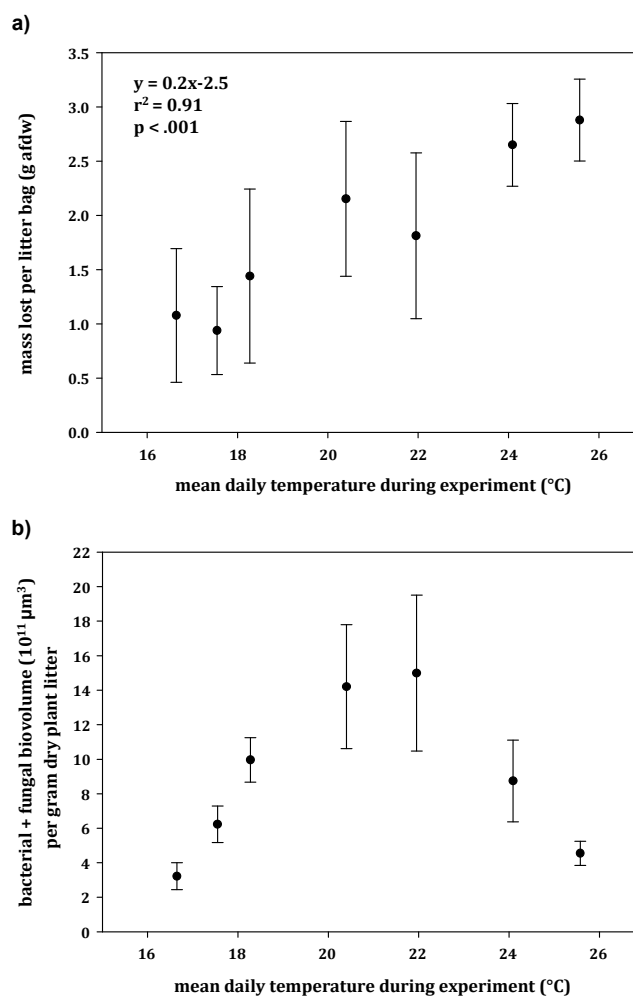 a)
3.5
3.0
2.5
2.0
1.5
1.0
0.5
0.0
mass lost per litter bag (g afdw)
y = 0.2x-2.5
r² = 0.91
p < .001
16 18 20 22 24 26
mean daily temperature during experiment (°C)
b)
22
20
18
16
14
12
10
8
6
4
2
0
bacterial + fungal biovolume (10¹¹ µm³)
per gram dry plant litter
16 18 20 22 24 26
mean daily temperature during experiment (°C)